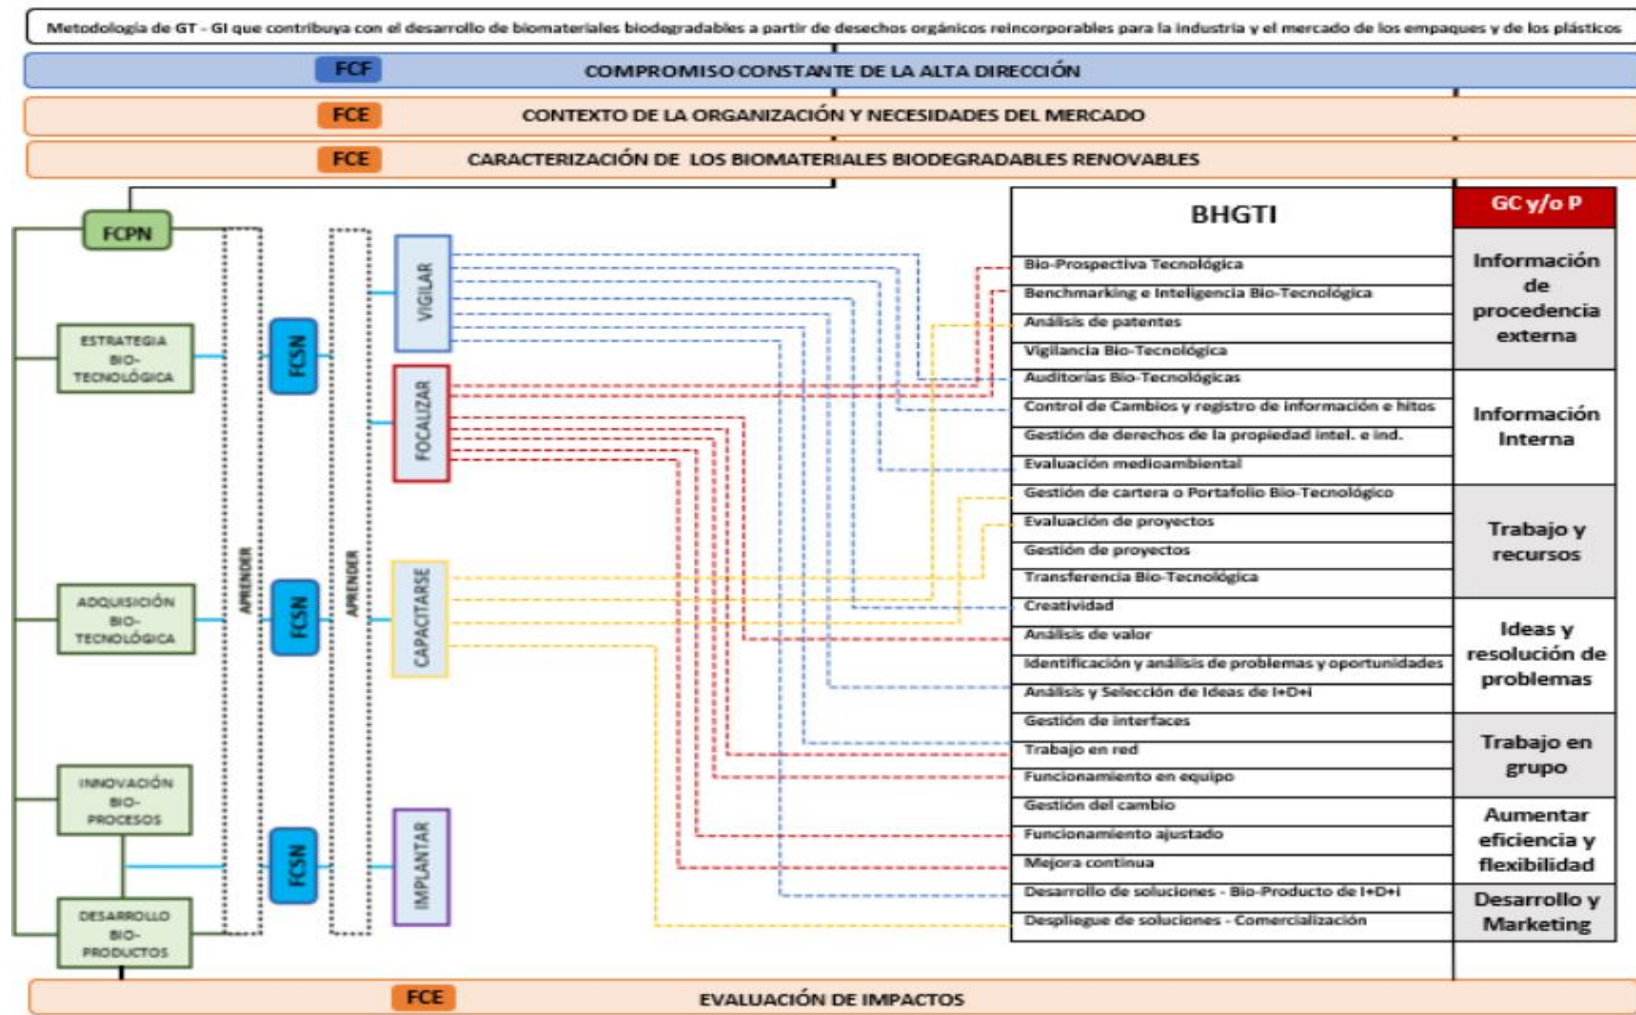 Metodología de GT - GI que contribuya con el desarrollo de biomateriales biodegradables a partir de desechos orgánicos reincorporables para la industria y el mercado de los empaques y de los plásticos
FCF
COMPROMISO CONSTANTE DE LA ALTA DIRECCIÓN
FCE
CONTEXTO DE LA ORGANIZACIÓN Y NECESIDADES DEL MERCADO
FCE
CARACTERIZACIÓN DE LOS BIOMATERIALES BIODEGRADABLES RENOVABLES
FCPN
ESTRATEGIA
BIO-
TECNOLÓGICA
ADQUISICIÓN
BIO-
TECNOLÓGICA
INNOVACIÓN
BIO-
PROCESOS
DESARROLLO
BIO-
PRODUCTOS
APRENDER
FCSN
FCSN
FCSN
APRENDER
VIGILAR
FOCALIZAR
CAPACITARSE
IMPLANTAR
BHGTI
Bio-Prospectiva Tecnológica
Benchmarking e Inteligencia Bio-Tecnológica
Análisis de patentes
Vigilancia Bio-Tecnológica
Auditorías Bio-Tecnológicas
Control de Cambios y registro de información e hitos
Gestión de derechos de la propiedad intel. e ind.
Evaluación medioambiental
Gestión de cartera o Portafolio Bio-Tecnológico
Evaluación de proyectos
Gestión de proyectos
Transferencia Bio-Tecnológica
Creatividad
Análisis de valor
Identificación y análisis de problemas y oportunidades
Análisis y Selección de Ideas de I+D+i
Gestión de interfaces
Trabajo en red
Funcionamiento en equipo
Gestión del cambio
Funcionamiento ajustado
Mejora continua
Desarrollo de soluciones - Bio-Producto de I+D+i
Despliegue de soluciones - Comercialización
GC y/o P
Información
de
procedencia
externa
Información
Interna
Trabajo y
recursos
Ideas y
resolución de
problemas
Trabajo en
grupo
Aumentar
eficiencia y
flexibilidad
Desarrollo y
Marketing
FCE
EVALUACIÓN DE IMPACTOS